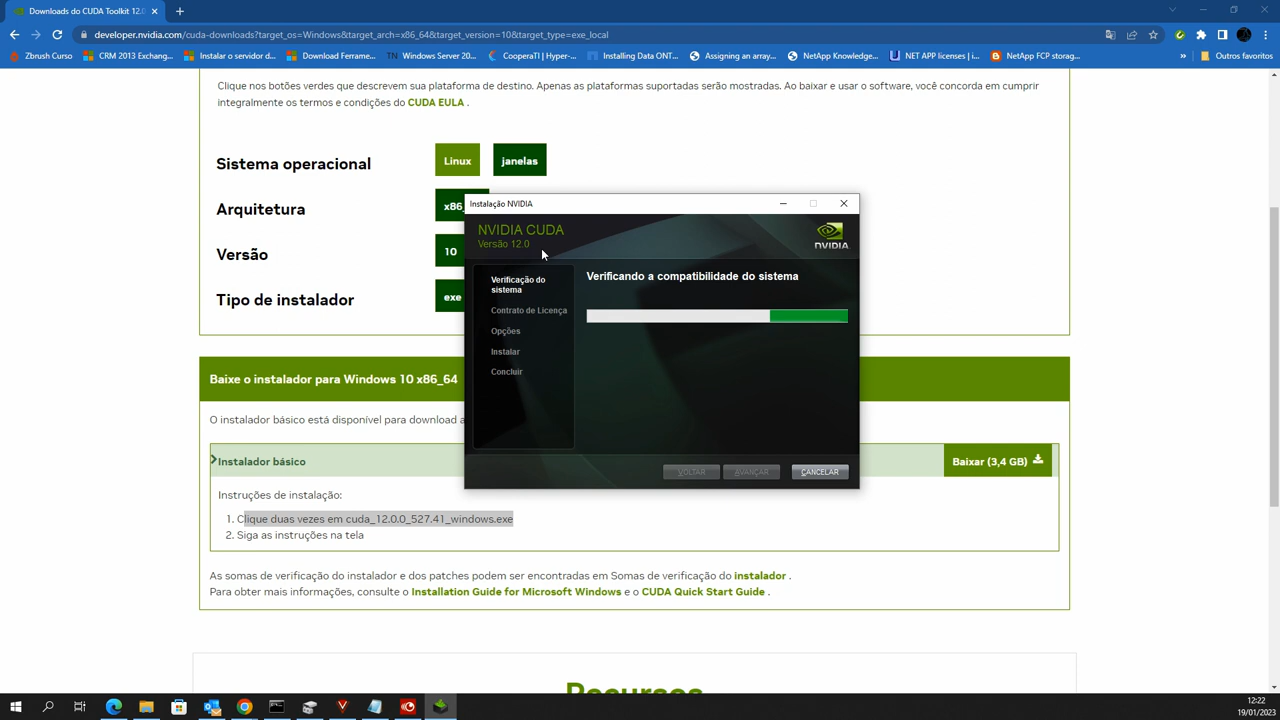 Downloads do CUDA Toolkit 12.0
developer.nvidia.com/cuda-downloads?target_os=Windows&target_arch=x86_64&target_version=10&target_type=exe_local
Zbrush Curso
CRM 2013 Exchang...
Instalar o servidor d...
Download Ferrame...
TN Windows Server 20...
CooperaTI | Hyper-...
Installing Data ONT...
Assigning an array...
NetApp Knowledge...
NET APP licenses | i...
NetApp FCP storag...
» Outros favoritos
Clique nos botões verdes que descrevem sua plataforma de destino. Apenas as plataformas suportadas serão mostradas. Ao baixar e usar o software, você concorda em cumprir
integralmente os termos e condições do CUDA EULA .
Sistema operacional
Linux
janelas
Arquitetura
x86_
Versão
10
Tipo de instalador
exe
Instalação NVIDIA
NVIDIA CUDA
Versão 12.0
NVIDIA.
Verificação do
sistema
Contrato de Licença
Opções
Instalar
Concluir
Verificando a compatibilidade do sistema
VOLTAR
AVANÇAR
CANCELAR
Baixe o instalador para Windows 10 x86_64
O instalador básico está disponível para download a
Instalador básico
Baixar (3,4 GB)
Instruções de instalação:
1. Clique duas vezes em cuda_12.0.0_527.41_windows.exe
2. Siga as instruções na tela
As somas de verificação do instalador e dos patches podem ser encontradas em Somas de verificação do instalador .
Para obter mais informações, consulte o Installation Guide for Microsoft Windows e o CUDA Quick Start Guide .
Recursos
12:22
19/01/2023